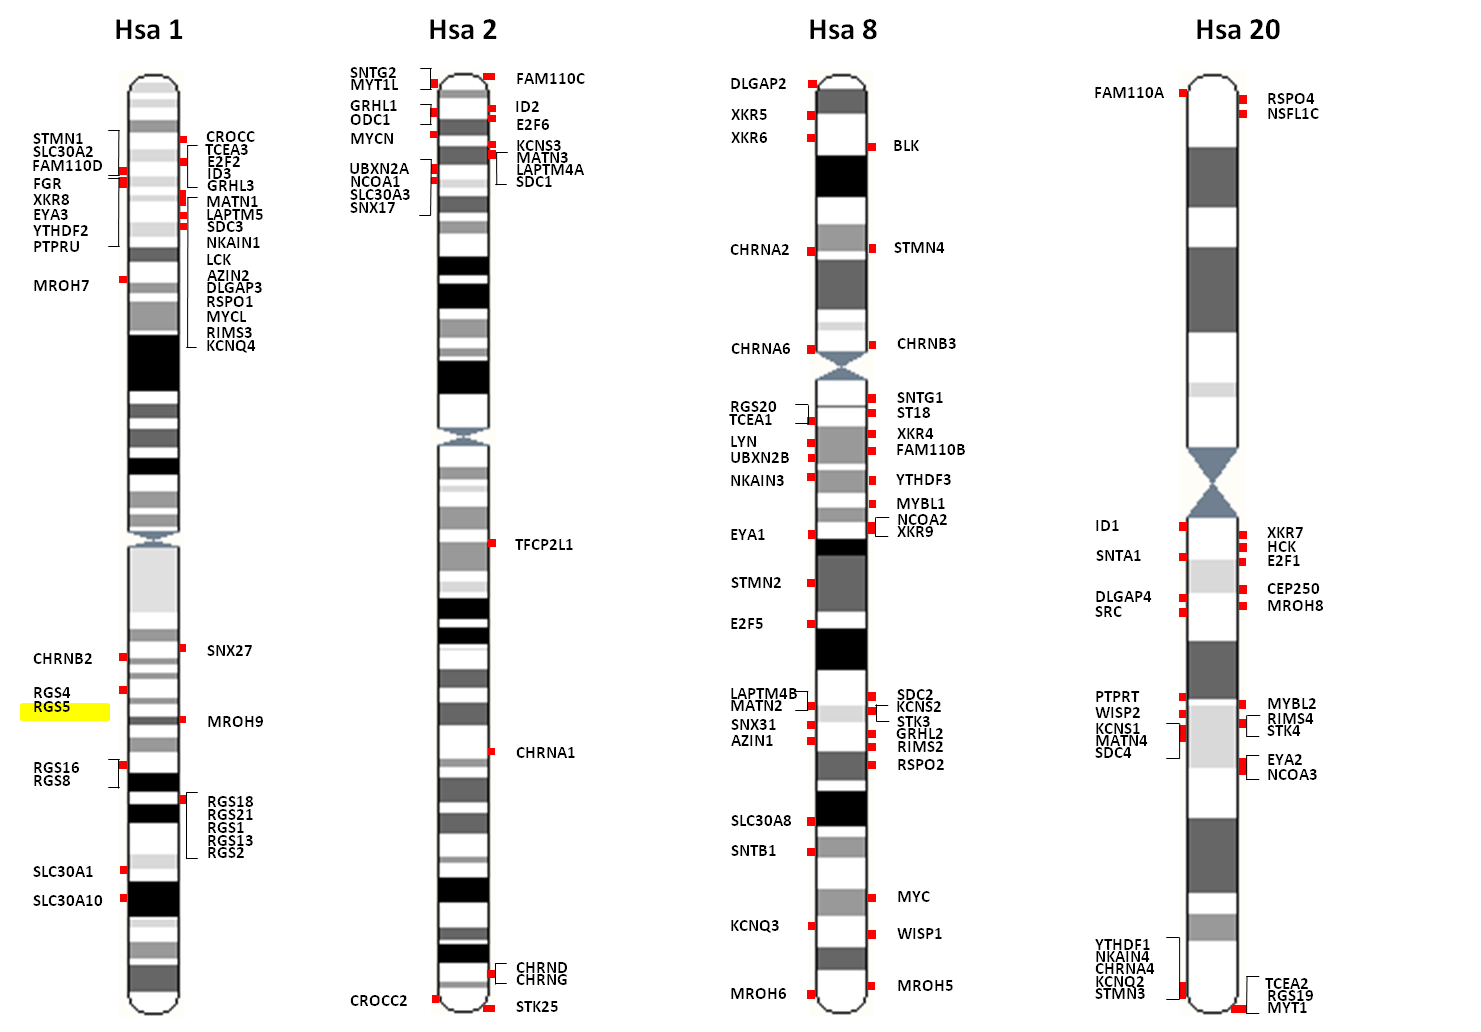 Hsa 1
Hsa 2
Hsa 8
Hsa 20
STMN1
SLC30A2
FAM110D
FGR
XKR8
EYA3
YTHDF2
PTPRU
MROH7
CHRNB2
RGS4
RGS5
RGS16
RGS8
SLC30A1
SLC30A10
CROCC
TCEA3
E2F2
ID3
GRHL3
MATN1
LAPTM5
SDC3
NKAIN1
LCK
AZIN2
DLGAP3
RSPO1
MYCL
RIMS3
KCNQ4
SNX27
MROH9
RGS18
RGS21
RGS1
RGS13
RGS2
SNTG2
MYT1L
GRHL1
ODC1
MYCN
UBXN2A
NCOA1
SLC30A3
SNX17
CROCC2
FAM110C
ID2
E2F6
KCNS3
MATN3
LAPTM4A
SDC1
TFCP2L1
CHRNA1
CHRND
CHRNG
STK25
DLGAP2
XKR5
XKR6
CHRNA2
CHRNA6
RGS20
TCEA1
LYN
UBXN2B
NKAIN3
EYA1
STMN2
E2F5
LAPTM4B
MATN2
SNX31
AZIN1
SLC30A8
SNTB1
KCNQ3
MROH6
BLK
STMN4
CHRNB3
SNTG1
ST18
XKR4
FAM110B
YTHDF3
MYBL1
NCOA2
XKR9
SDC2
KCNS2
STK3
GRHL2
RIMS2
RSPO2
MYC
WISP1
MROH5
FAM110A
ID1
SNTA1
DLGAP4
SRC
PTPRT
WISP2
KCNS1
MATN4
SDC4
YTHDF1
NKAIN4
CHRNA4
KCNQ2
STMN3
RSPO4
NSFL1C
XKR7
HCK
E2F1
CEP250
MROH8
MYBL2
RIMS4
STK4
EYA2
NCOA3
TCEA2
RGS19
MYT1